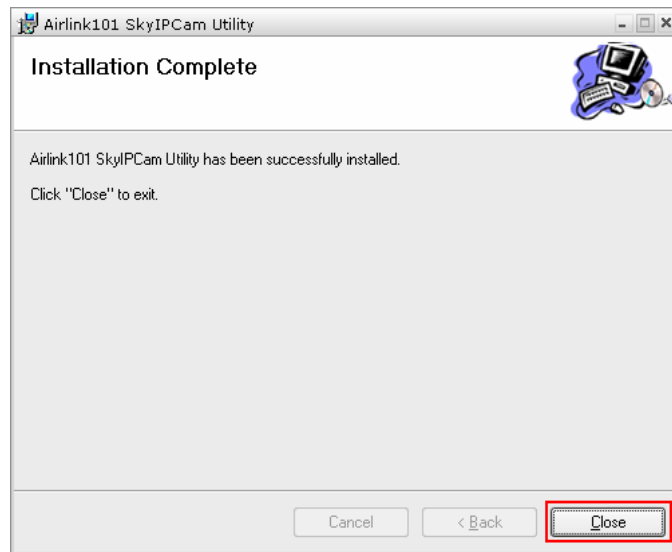 Airlink101 SkyIPCam Utility
Installation Complete
Airlink101 SkyIPCam Utility has been successfully installed.
Click "Close" to exit.
Cancel
< Back
Close